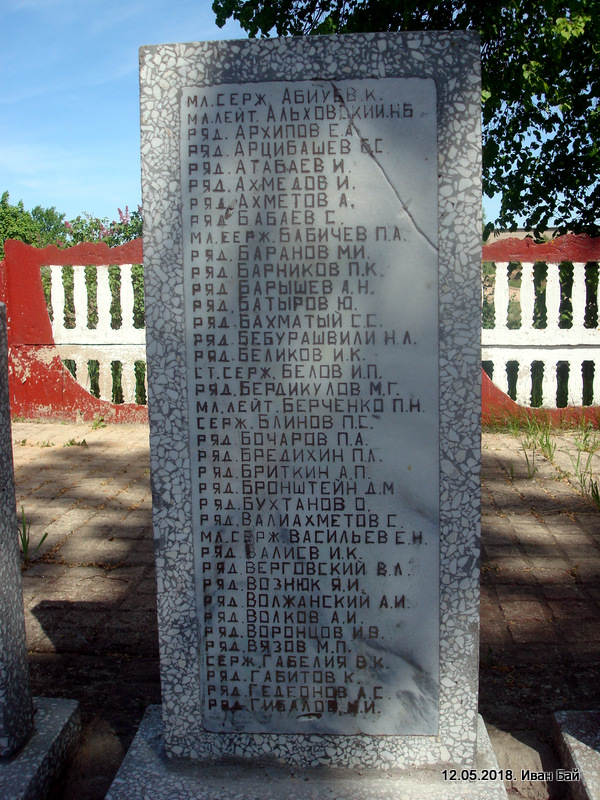 МЛ.СЕРЖ. АБИУЕВ К.
МЛ.ЛЕЙТ. АЛЬХОВСКИЙ Н.Б
РЯД. АРХИПОВ Е.А
РЯД. АРЦИБАШЕВ С.
РЯД. АТАБАЕВ И.
РЯД. АХМЕДОВ И.
РЯД. АХМЕТОВ А.
РЯД. БАБАЕВ С.
МЛ.СЕРЖ. БАБИЧЕВ П.А.
РЯД. БАРАНОВ М.И.
РЯД. БАРНИКОВ П.К.
РЯД. БАРЫШЕВ А.Н.
РЯД. БАТЫРОВ Ю.
РЯД. БАХМАТЫЙ С.С.
РЯД. БЕБУРАШВИЛИ Н.Л.
РЯД. БЕЛИКОВ И.К.
СТ.СЕРЖ. БЕЛОВ И.П.
РЯД. БЕРДИКУЛОВ М.Г.
МЛ.ЛЕЙТ. БЕРЧЕНКО П.Н.
СЕРЖ. БЛИНОВ П.С.
РЯД. БОЧАРОВ П.А.
РЯД. БРЕДИХИН П.Л.
РЯД. БРИТКИН А.П.
РЯД. БРОНШТЕЙН Д.М
РЯД. БУХТАНОВ О.
РЯД. ВАЛИАХМЕТОВ С.
МЛ.СЕРЖ. ВАСИЛЬЕВ Е.Н.
РЯД. ВАЛИЕВ И.К.
РЯД. ВЕРГОВСКИЙ В.Л.
РЯД. ВОЗНЮК Я.И.
РЯД. ВОЛЖАНСКИЙ А.И.
РЯД. ВОЛКОВ А.И.
РЯД. ВОРОНЦОВ И.В.
РЯД. ВЯЗОВ М.П.
СЕРЖ. ГАБЕЛИЯ В.К.
РЯД. ГАБИТОВ К.
РЯД. ГЕДЕОНОВ А.С.
РЯД. ГИБАЛОВ И.И.
12.05.2018. Иван Бай